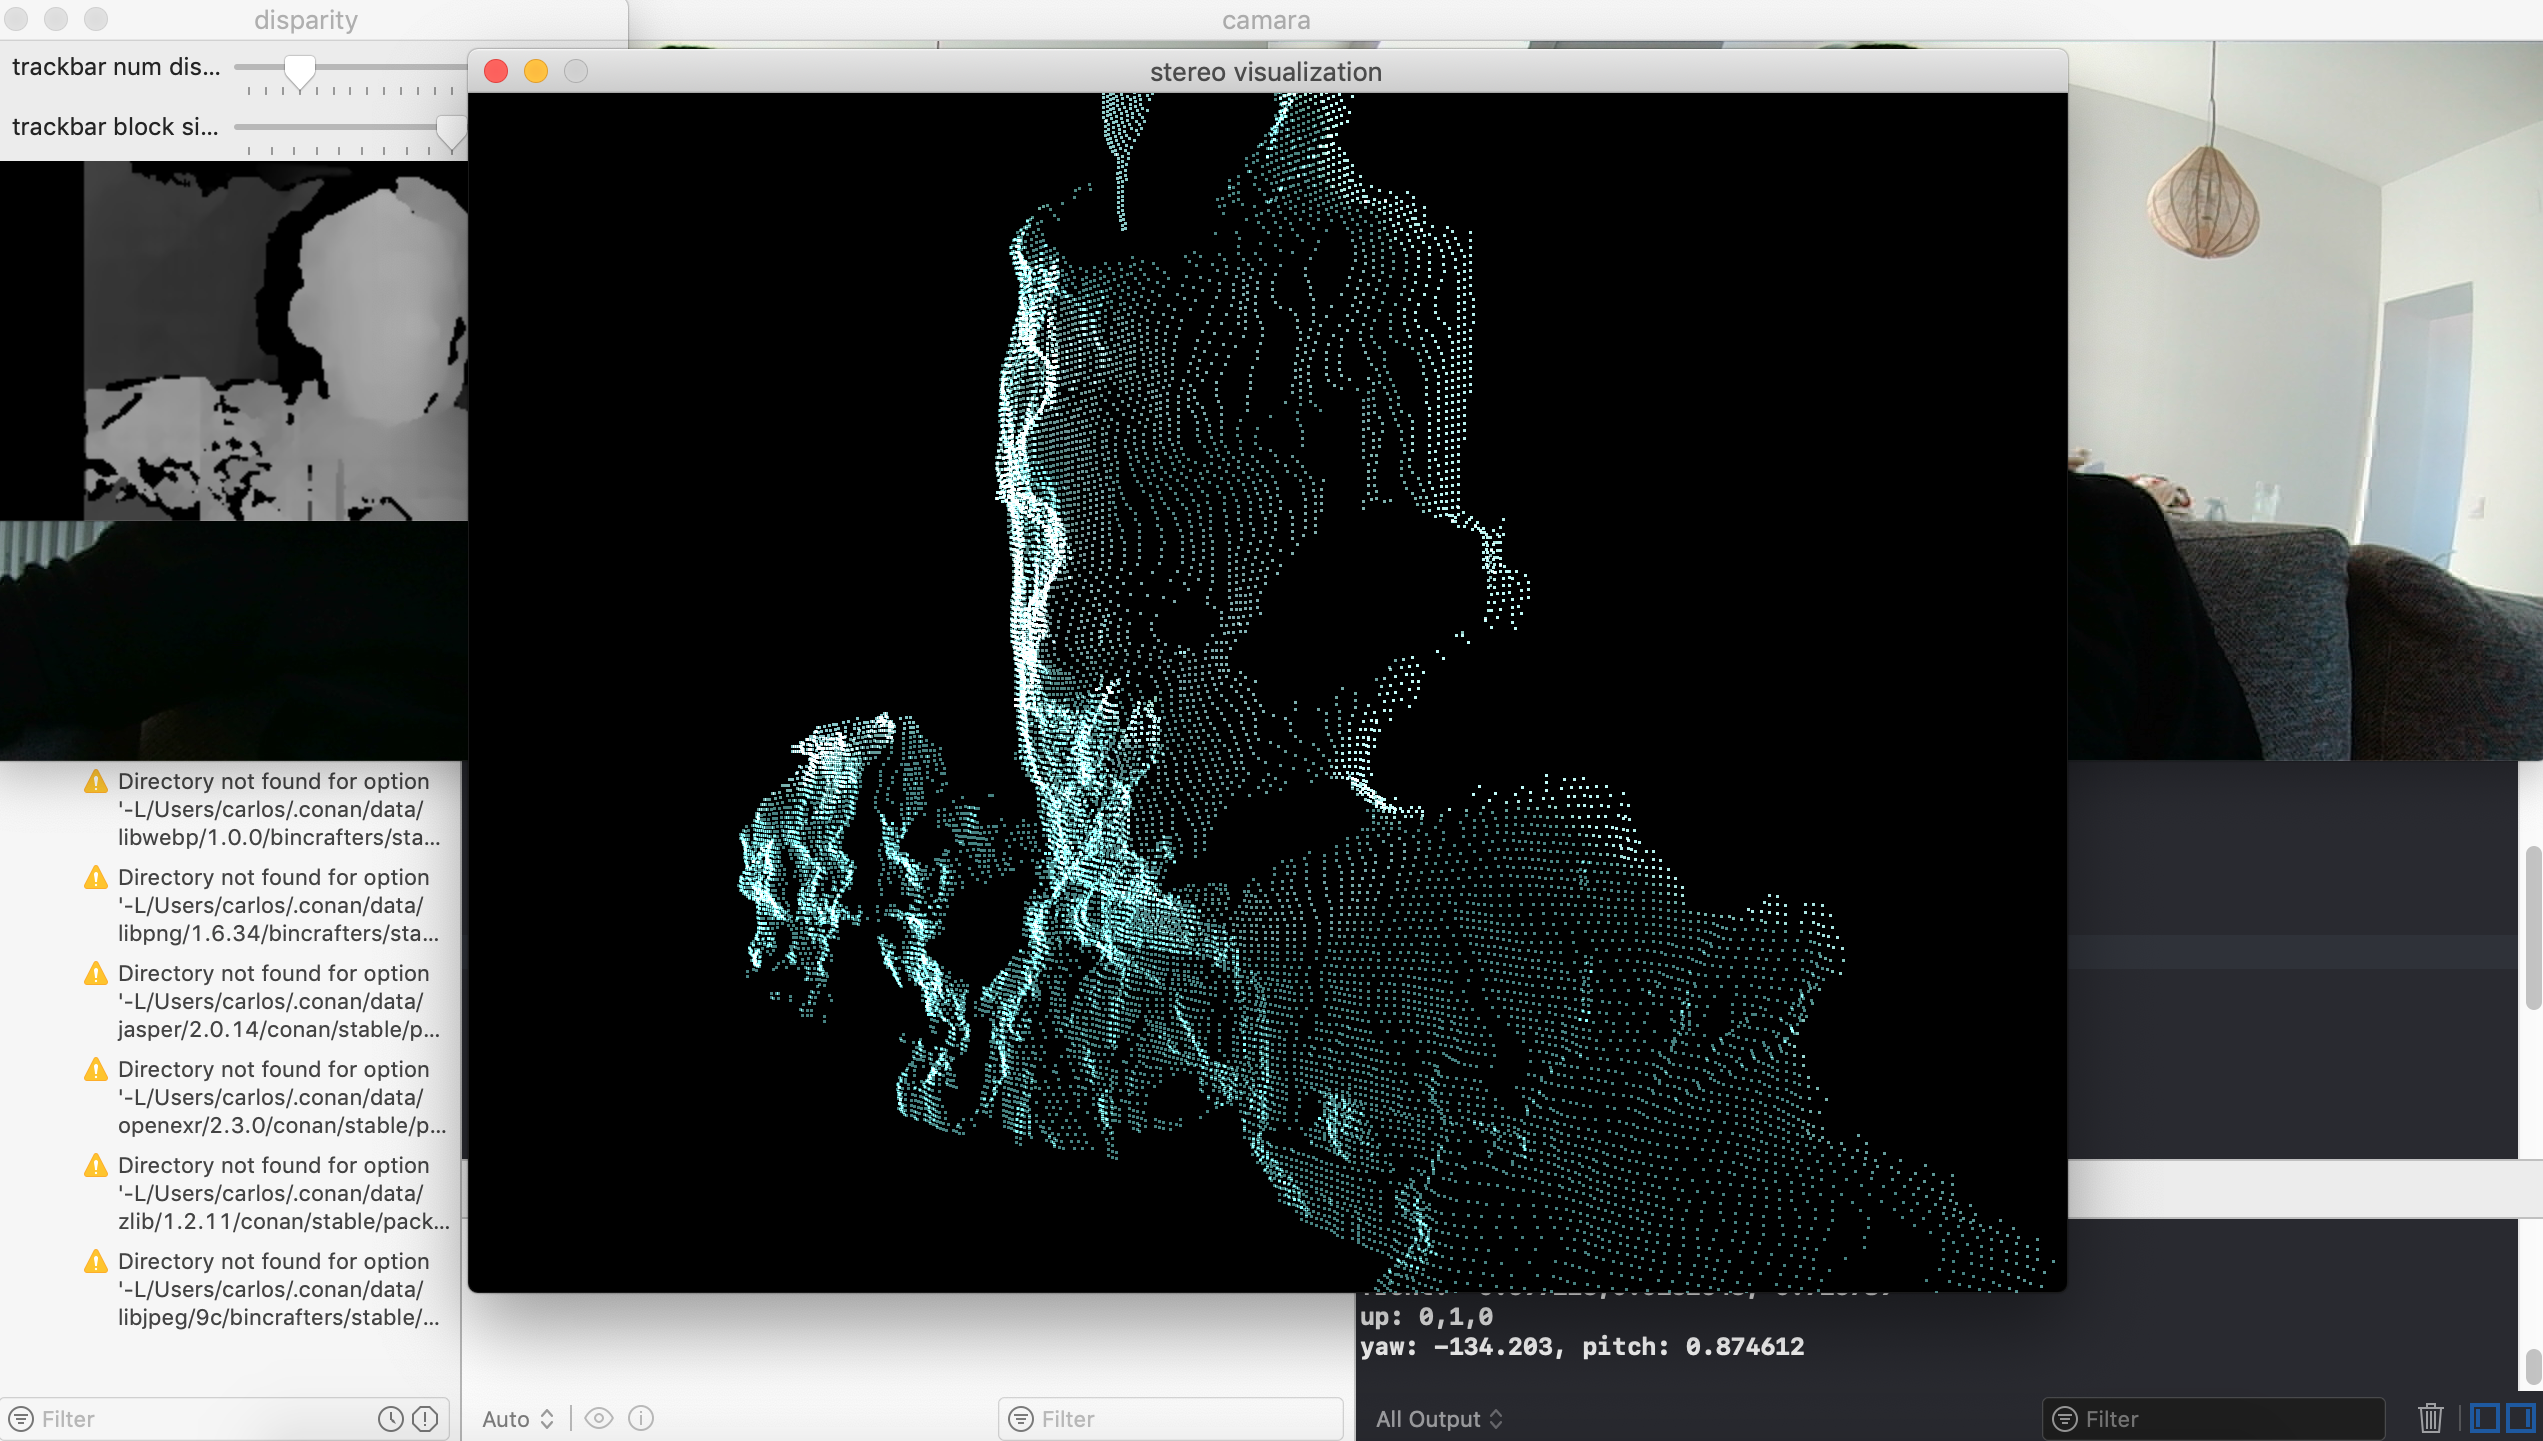 disparity
camara
trackbar num dis...
trackbar block si...
stereo visualization
Directory not found for option
'-L/Users/carlos/.conan/data/
libwebp/1.0.0/bincrafters/sta...
Directory not found for option
'-L/Users/carlos/.conan/data/
libpng/1.6.34/bincrafters/sta...
Directory not found for option
'-L/Users/carlos/.conan/data/
jasper/2.0.14/conan/stable/p...
Directory not found for option
'-L/Users/carlos/.conan/data/
openexr/2.3.0/conan/stable/p...
Directory not found for option
'-L/Users/carlos/.conan/data/
zlib/1.2.11/conan/stable/pack...
Directory not found for option
'-L/Users/carlos/.conan/data/
libjpeg/9c/bincrafters/stable/...
up: 0,1,0
yaw: -134.203, pitch: 0.874612
Filter
Auto
Filter
All Output
Filter